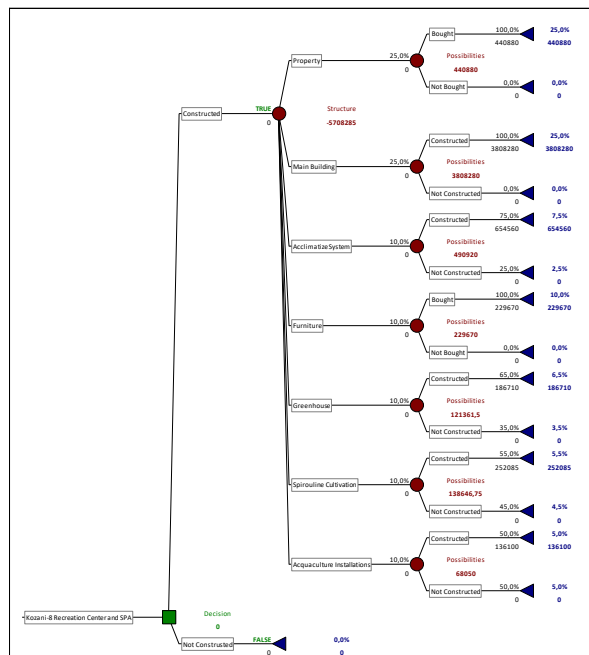 Bought 100,0% 25,0%
440880 440880
Property 25,0% Possibilities
0 440880
Not Bought 0,0% 0,0%
0 0
Constructed TRUE Structure
0 -5708285
Constructed 100,0% 25,0%
3808280 3808280
Main Building 25,0% Possibilities
0 3808280
Not Constructed 0,0% 0,0%
0 0
Constructed 75,0% 7,5%
654560 654560
Acclimatize System 10,0% Possibilities
0 490920
Not Constructed 25,0% 2,5%
0 0
Bought 100,0% 10,0%
229670 229670
Furniture 10,0% Possibilities
0 229670
Not Bought 0,0% 0,0%
0 0
Constructed 65,0% 6,5%
186710 186710
Greenhouse 10,0% Possibilities
0 121361,5
Not Constructed 35,0% 3,5%
0 0
Constructed 55,0% 5,5%
252085 252085
Spirouline Cultivation 10,0% Possibilities
0 138646,75
Not Constructed 45,0% 4,5%
0 0
Constructed 50,0% 5,0%
136100 136100
Acquaculture Installations 10,0% Possibilities
0 68050
Not Constructed 50,0% 5,0%
0 0
Kozani-8 Recreation Center and SPA Decision
0
Not Construsted FALSE 0,0%
0 0